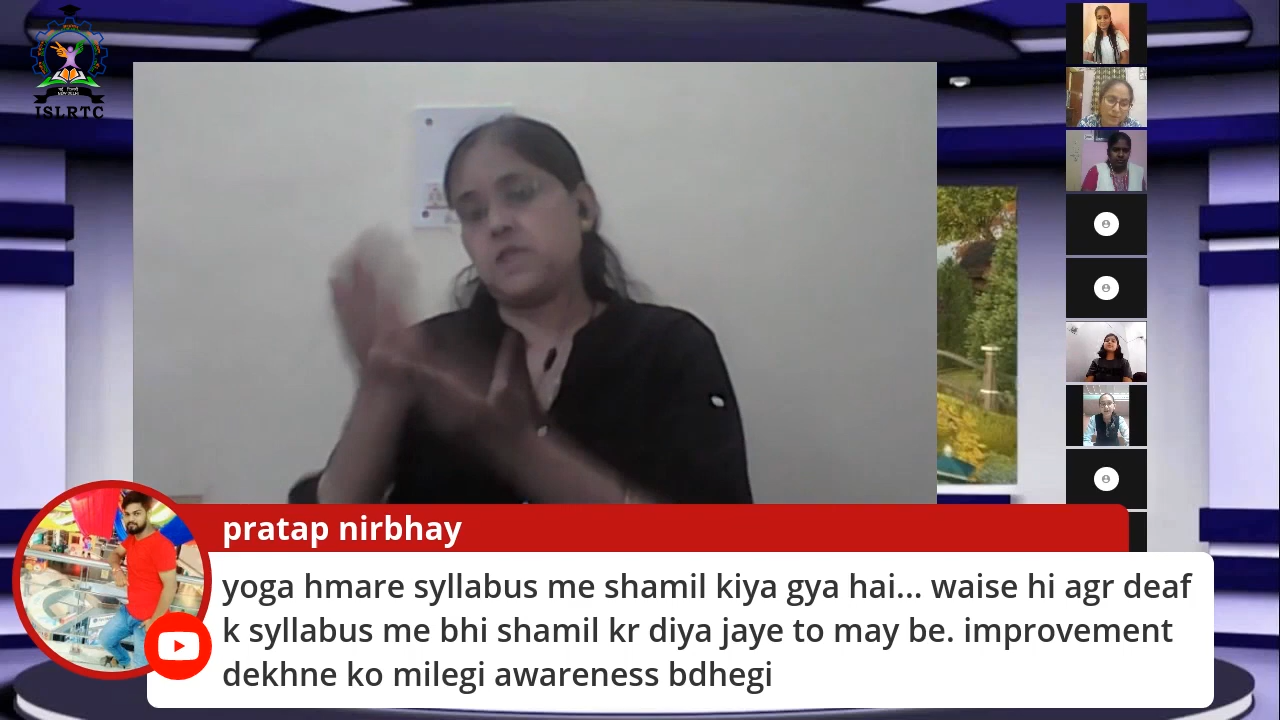 ISLRTC
pratap nirbhay
yoga hmare syllabus me shamil kiya gya hai... waise hi agr deaf
k syllabus me bhi shamil kr diya jaye to may be. improvement
dekhne ko milegi awareness bdhegi